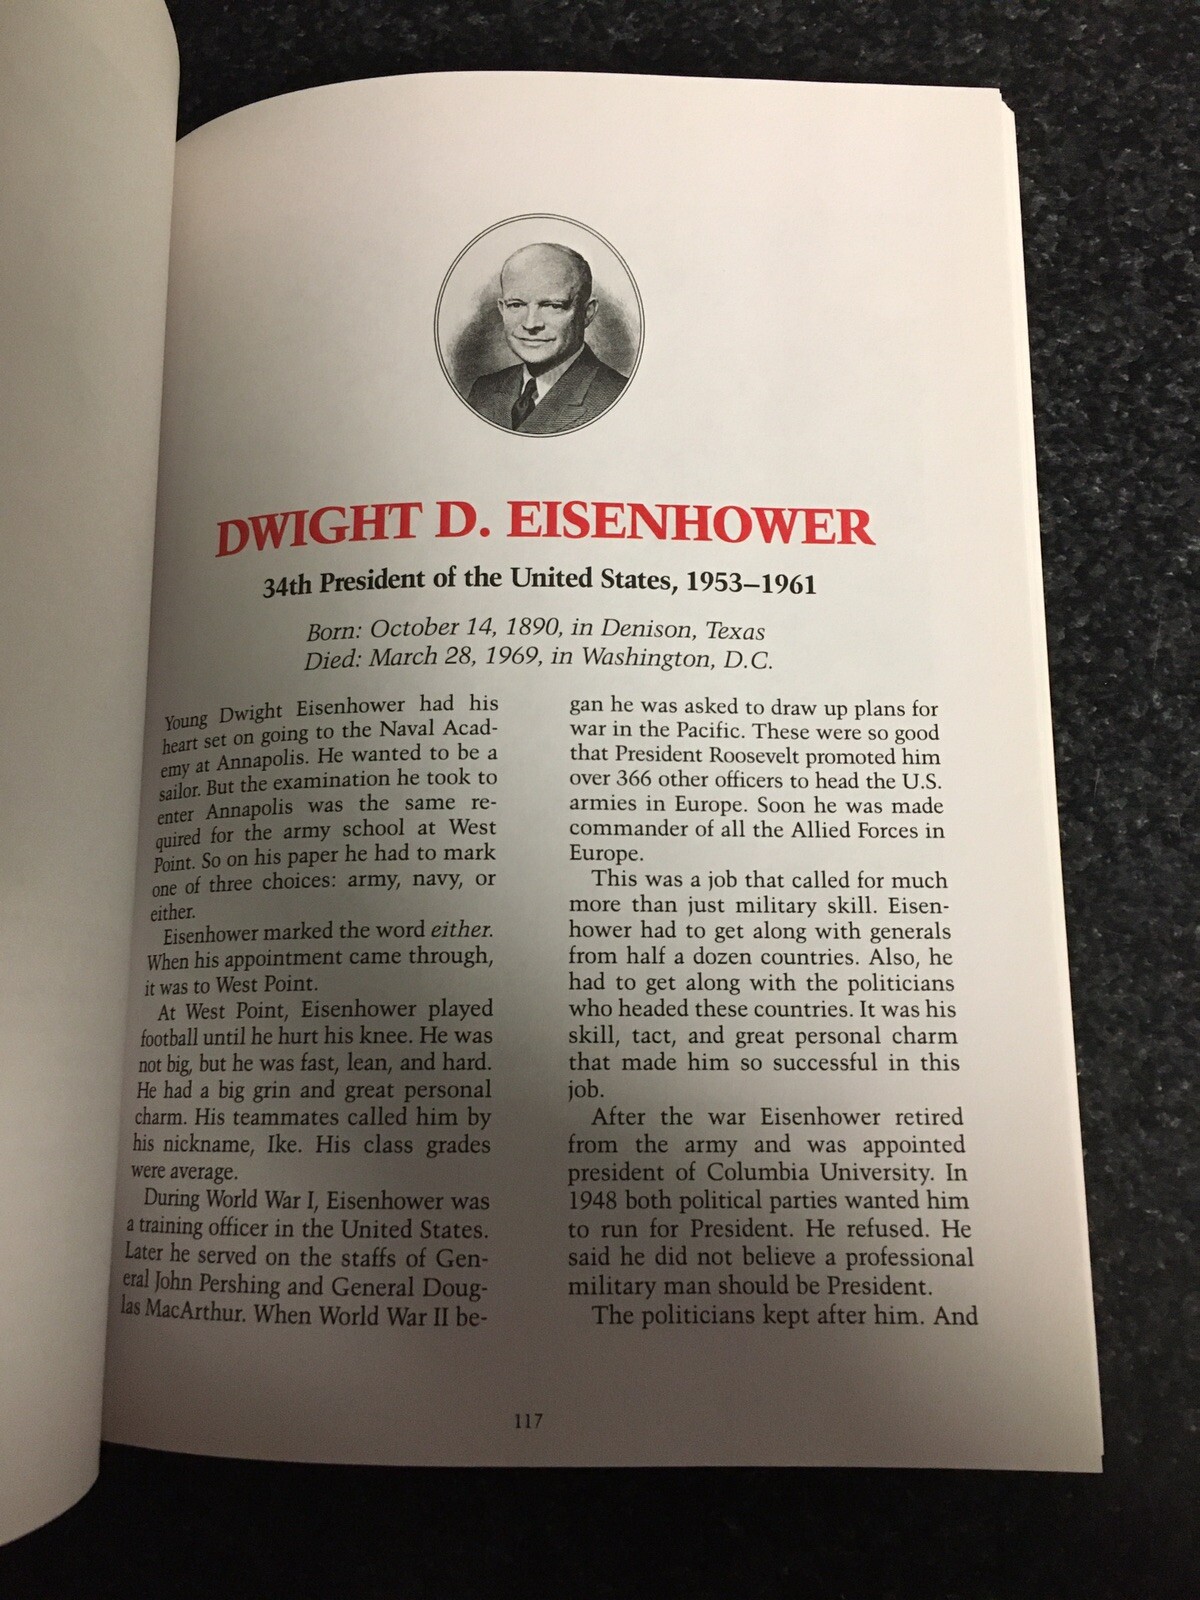 DWIGHT D. EISENHOWER
34th President of the United States, 1953–1961
Born: October 14, 1890, in Denison, Texas
Died: March 28, 1969, in Washington, D.C.
Young Dwight Eisenhower had his
heart set on going to the Naval Acad-
emy at Annapolis. He wanted to be a
sailor. But the examination he took to
enter Annapolis was the same re-
quired for the army school at West
Point. So on his paper he had to mark
one of three choices: army, navy, or
either.
Eisenhower marked the word either.
When his appointment came through,
it was to West Point.
At West Point, Eisenhower played
football until he hurt his knee. He was
not big, but he was fast, lean, and hard.
He had a big grin and great personal
charm. His teammates called him by
his nickname, Ike. His class grades
were average.
During World War I, Eisenhower was
a training officer in the United States.
Later he served on the staffs of Gen-
eral John Pershing and General Doug-
las MacArthur. When World War II be-
gan he was asked to draw up plans for
war in the Pacific. These were so good
that President Roosevelt promoted him
over 366 other officers to head the U.S.
armies in Europe. Soon he was made
commander of all the Allied Forces in
Europe.
This was a job that called for much
more than just military skill. Eisen-
hower had to get along with generals
from half a dozen countries. Also, he
had to get along with the politicians
who headed these countries. It was his
skill, tact, and great personal charm
that made him so successful in this
job.
After the war Eisenhower retired
from the army and was appointed
president of Columbia University. In
1948 both political parties wanted him
to run for President. He refused. He
said he did not believe a professional
military man should be President.
The politicians kept after him. And
117